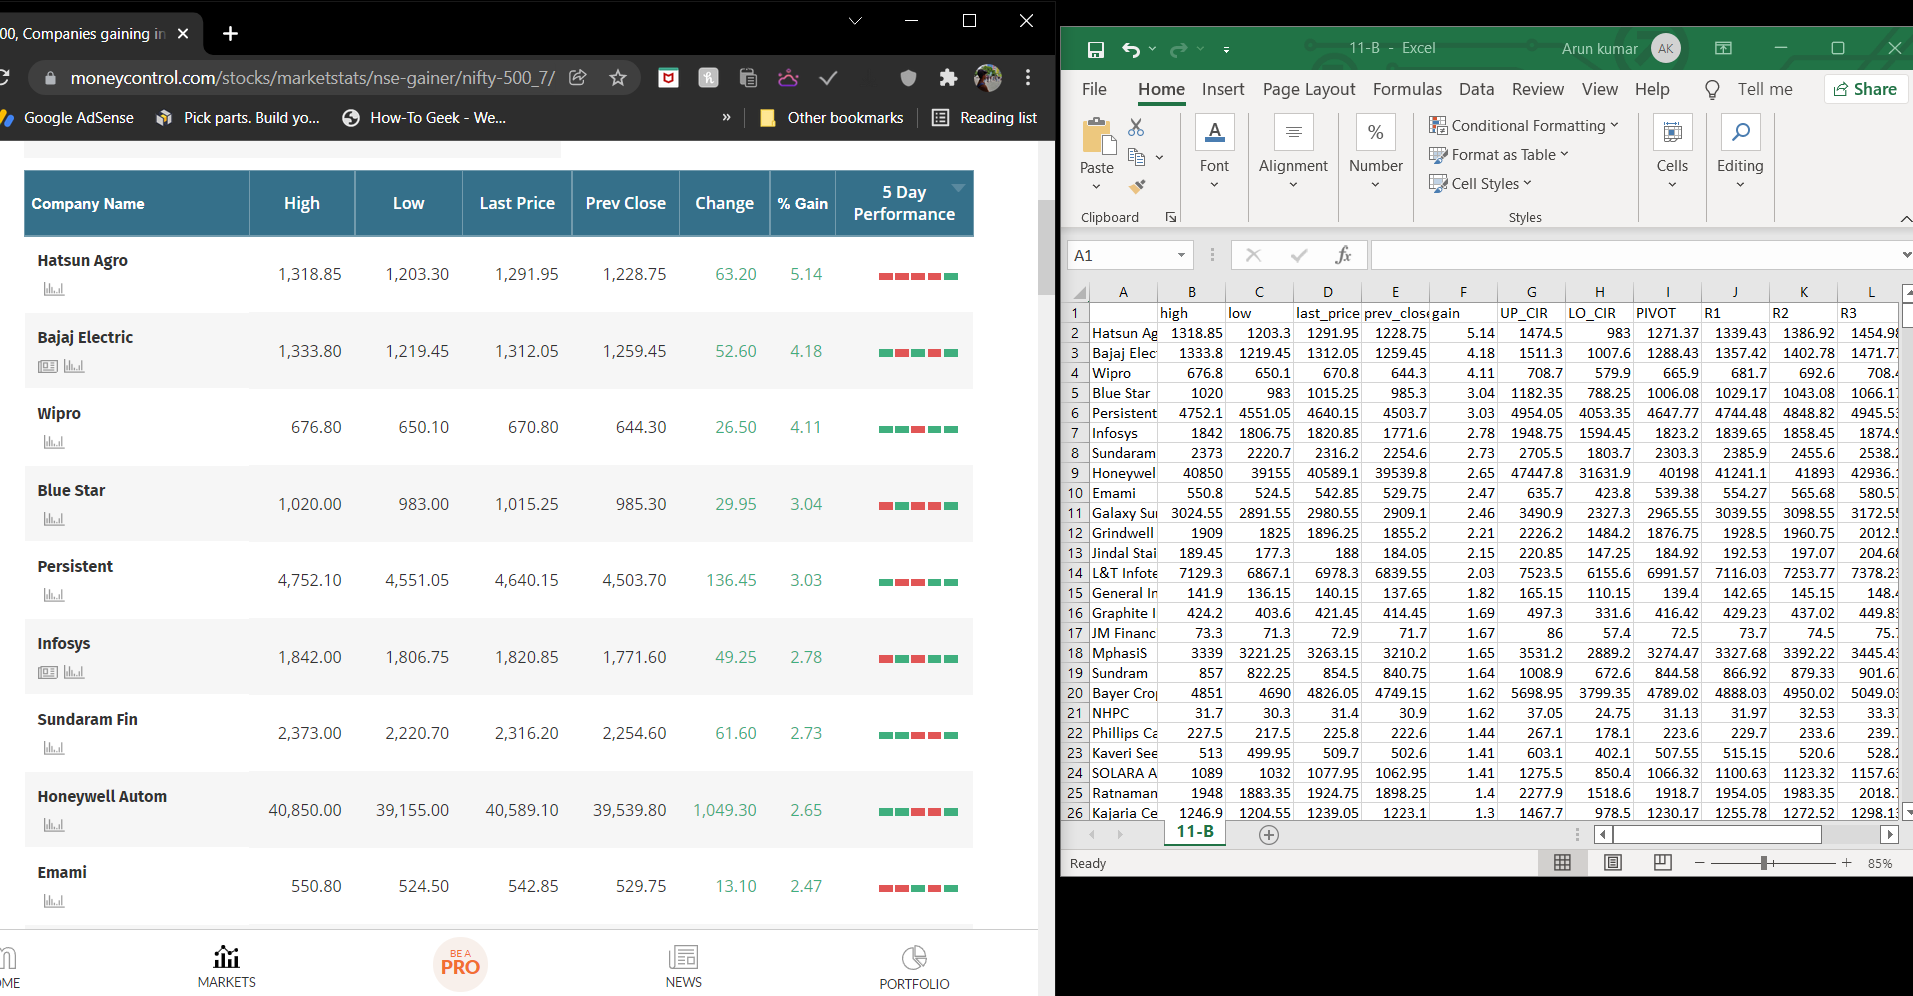 00, Companies gaining in
moneycontrol.com/stocks/marketstats/nse-gainer/nifty-500_7/
Google AdSense Pick parts. Build yo... How-To Geek - We... » Other bookmarks Reading list
Company Name High Low Last Price Prev Close Change % Gain 5 Day Performance
Hatsun Agro 1,318.85 1,203.30 1,291.95 1,228.75 63.20 5.14
Bajaj Electric 1,333.80 1,219.45 1,312.05 1,259.45 52.60 4.18
Wipro 676.80 650.10 670.80 644.30 26.50 4.11
Blue Star 1,020.00 983.00 1,015.25 985.30 29.95 3.04
Persistent 4,752.10 4,551.05 4,640.15 4,503.70 136.45 3.03
Infosys 1,842.00 1,806.75 1,820.85 1,771.60 49.25 2.78
Sundaram Fin 2,373.00 2,220.70 2,316.20 2,254.60 61.60 2.73
Honeywell Autom 40,850.00 39,155.00 40,589.10 39,539.80 1,049.30 2.65
Emami 550.80 524.50 542.85 529.75 13.10 2.47
OME MARKETS BE A PRO NEWS PORTFOLIO
11-B - Excel Arun kumar AK
File Home Insert Page Layout Formulas Data Review View Help Tell me Share
Paste Font Alignment Number Conditional Formatting Format as Table Cell Styles Cells Editing
Clipboard Styles
A1 fx
A B C D E F G H I J K L
1 high low last_price prev_close gain UP_CIR LO_CIR PIVOT R1 R2 R3
2 Hatsun Ag 1318.85 1203.3 1291.95 1228.75 5.14 1474.5 983 1271.37 1339.43 1386.92 1454.98
3 Bajaj Elec 1333.8 1219.45 1312.05 1259.45 4.18 1511.3 1007.6 1288.43 1357.42 1402.78 1471.77
4 Wipro 676.8 650.1 670.8 644.3 4.11 708.7 579.9 665.9 681.7 692.6 708.4
5 Blue Star 1020 983 1015.25 985.3 3.04 1182.35 788.25 1006.08 1029.17 1043.08 1066.1
6 Persistent 4752.1 4551.05 4640.15 4503.7 3.03 4954.05 4053.35 4647.77 4744.48 4848.82 4945.53
7 Infosys 1842 1806.75 1820.85 1771.6 2.78 1948.75 1594.45 1823.2 1839.65 1858.45 1874.9
8 Sundaram 2373 2220.7 2316.2 2254.6 2.73 2705.5 1803.7 2303.3 2385.9 2455.6 2538.2
9 Honeywel 40850 39155 40589.1 39539.8 2.65 47447.8 31631.9 40198 41241.1 41893 42936.1
10 Emami 550.8 524.5 542.85 529.75 2.47 635.7 423.8 539.38 554.27 565.68 580.57
11 Galaxy Su 3024.55 2891.55 2980.55 2909.1 2.46 3490.9 2327.3 2965.55 3039.55 3098.55 3172.55
12 Grindwell 1909 1825 1896.25 1855.2 2.21 2226.2 1484.2 1876.75 1928.5 1960.75 2012.5
13 Jindal Stai 189.45 177.3 188 184.05 2.15 220.85 147.25 184.92 192.53 197.07 204.68
14 L&T Infote 7129.3 6867.1 6978.3 6839.55 2.03 7523.5 6155.6 6991.57 7116.03 7253.77 7378.23
15 General In 141.9 136.15 140.15 137.65 1.82 165.15 110.15 139.4 142.65 145.15 148.4
16 Graphite I 424.2 403.6 421.45 414.45 1.69 497.3 331.6 416.42 429.23 437.02 449.83
17 JM Financ 73.3 71.3 72.9 71.7 1.67 86 57.4 72.5 73.7 74.5 75.
18 MphasiS 3339 3221.25 3263.15 3210.2 1.65 3531.2 2889.2 3274.47 3327.68 3392.22 3445.43
19 Sundram 857 822.25 854.5 840.75 1.64 1008.9 672.6 844.58 866.92 879.33 901.67
20 Bayer Crop 4851 4690 4826.05 4749.15 1.62 5698.95 3799.35 4789.02 4888.03 4950.02 5049.03
21 NHPC 31.7 30.3 31.4 30.9 1.62 37.05 24.75 31.13 31.97 32.53 33.37
22 Phillips Ca 227.5 217.5 225.8 222.6 1.44 267.1 178.1 223.6 229.7 233.6 239.
23 Kaveri See 513 499.95 509.7 502.6 1.41 603.1 402.1 507.55 515.15 520.6 528.2
24 SOLARA A 1089 1032 1077.95 1062.95 1.41 1275.5 850.4 1066.32 1100.63 1123.32 1157.63
25 Ratnaman 1948 1883.35 1924.75 1898.25 1.4 2277.9 1518.6 1918.7 1954.05 1983.35 2018.
26 Kajaria Ce 1246.9 1204.55 1239.05 1223.1 1.3 1467.7 978.5 1230.17 1255.78 1272.52 1298.13
11-B
Ready 85%